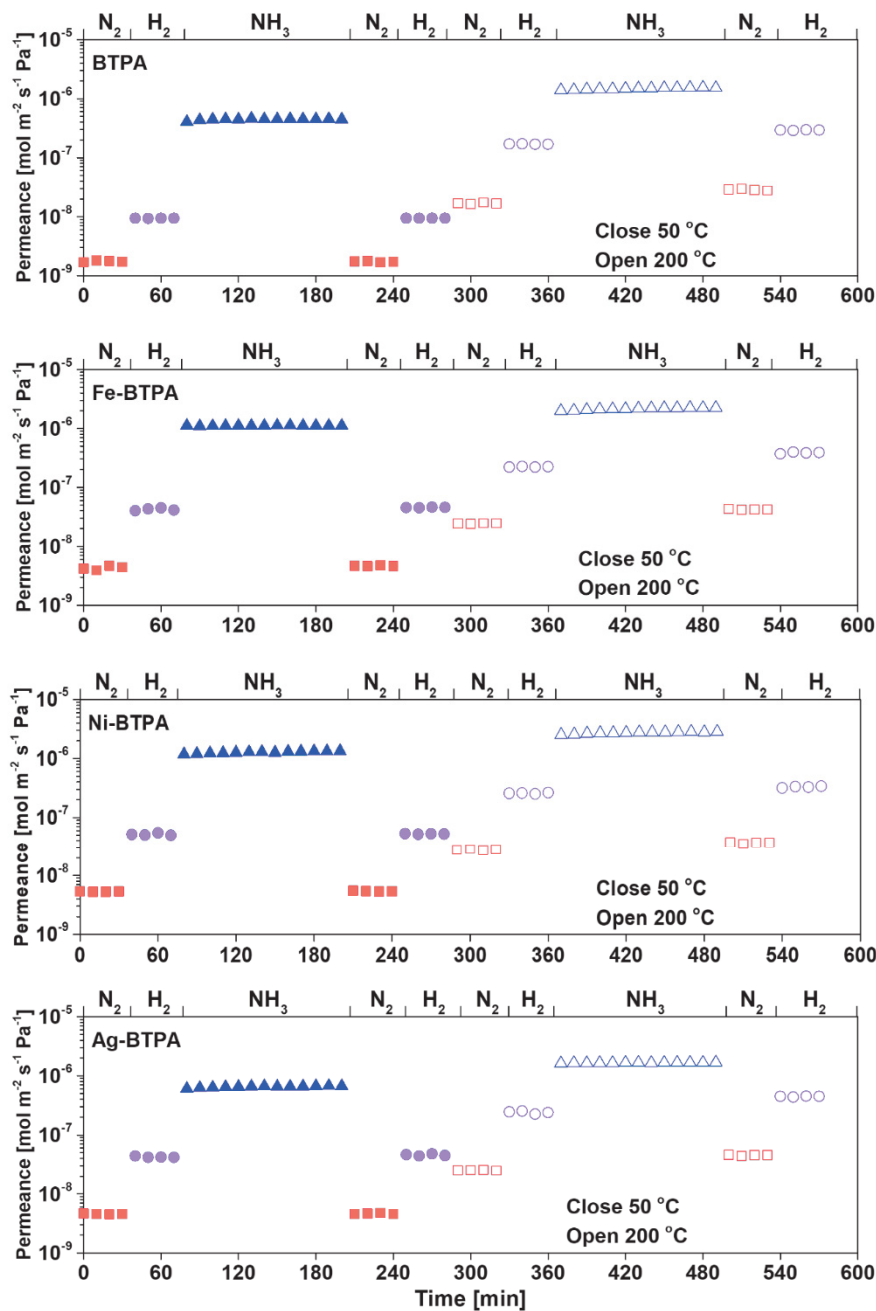 N2 H2 NH3 N2 H2 N2 H2 NH3 N2 H2
10-5
BTPA
10-6
10-7
10-8
10-9
Permeance [mol m-2 s-1 Pa-1]
Close 50 oC
Open 200 oC
0 60 120 180 240 300 360 420 480 540 600
N2 H2 NH3 N2 H2 N2 H2 NH3 N2 H2
10-5
Fe-BTPA
10-6
10-7
10-8
10-9
Permeance [mol m-2 s-1 Pa-1]
Close 50 oC
Open 200 oC
0 60 120 180 240 300 360 420 480 540 600
N2 H2 NH3 N2 H2 N2 H2 NH3 N2 H2
10-5
Ni-BTPA
10-6
10-7
10-8
10-9
Permeance [mol m-2 s-1 Pa-1]
Close 50 oC
Open 200 oC
0 60 120 180 240 300 360 420 480 540 600
N2 H2 NH3 N2 H2 N2 H2 NH3 N2 H2
10-5
Ag-BTPA
10-6
10-7
10-8
10-9
Permeance [mol m-2 s-1 Pa-1]
Close 50 oC
Open 200 oC
0 60 120 180 240 300 360 420 480 540 600
Time [min]